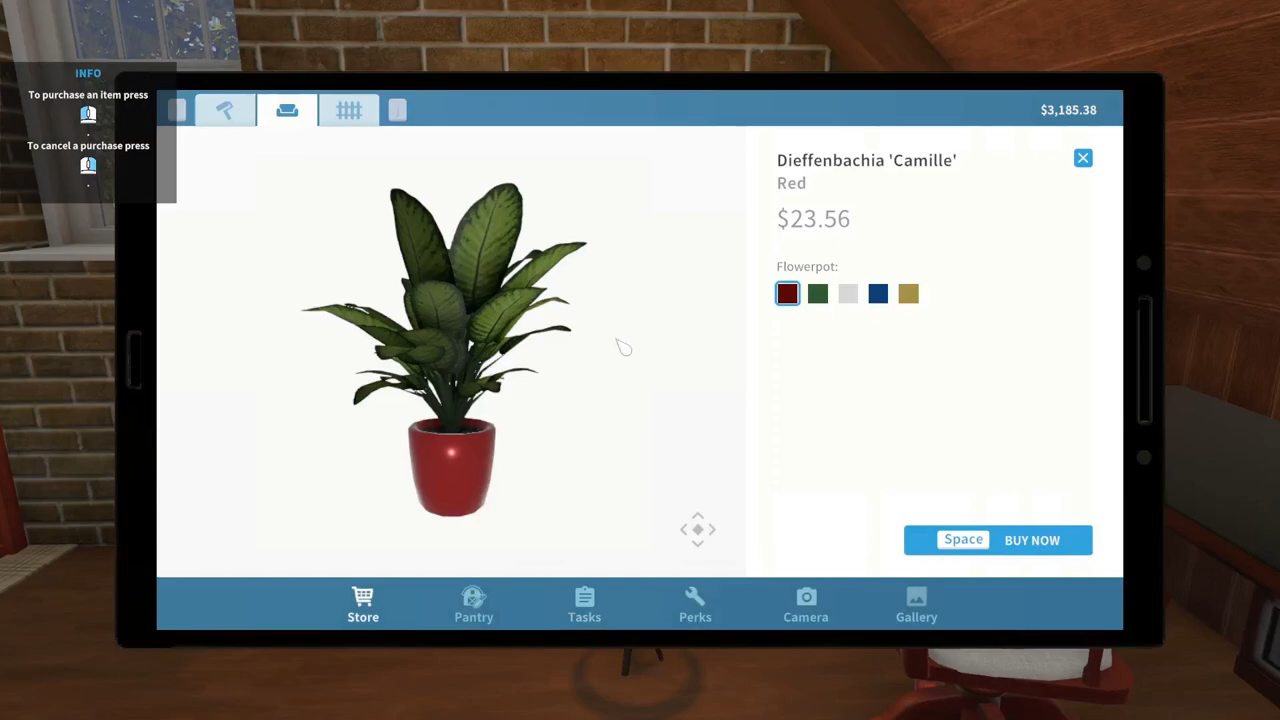 INFO
To purchase an item press
.
To cancel a purchase press
.
$3,185.38
Dieffenbachia 'Camille'
Red
$23.56
Flowerpot:
Space BUY NOW
Store
Pantry
Tasks
Perks
Camera
Gallery